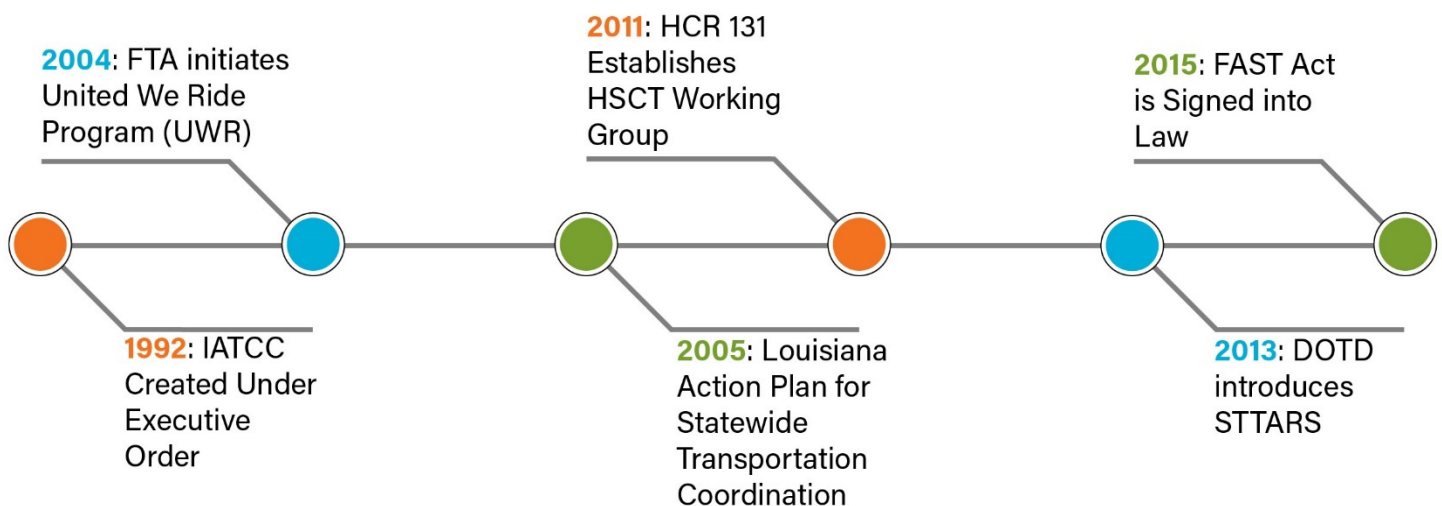 2004: FTA initiates
United We Ride
Program (UWR)
2011: HCR 131
Establishes
HSCT Working
Group
2015: FAST Act
is Signed into
Law
1992: IATCC
Created Under
Executive
Order
2005: Louisiana
Action Plan for
Statewide
Transportation
Coordination
2013: DOTD
introduces
STTARS